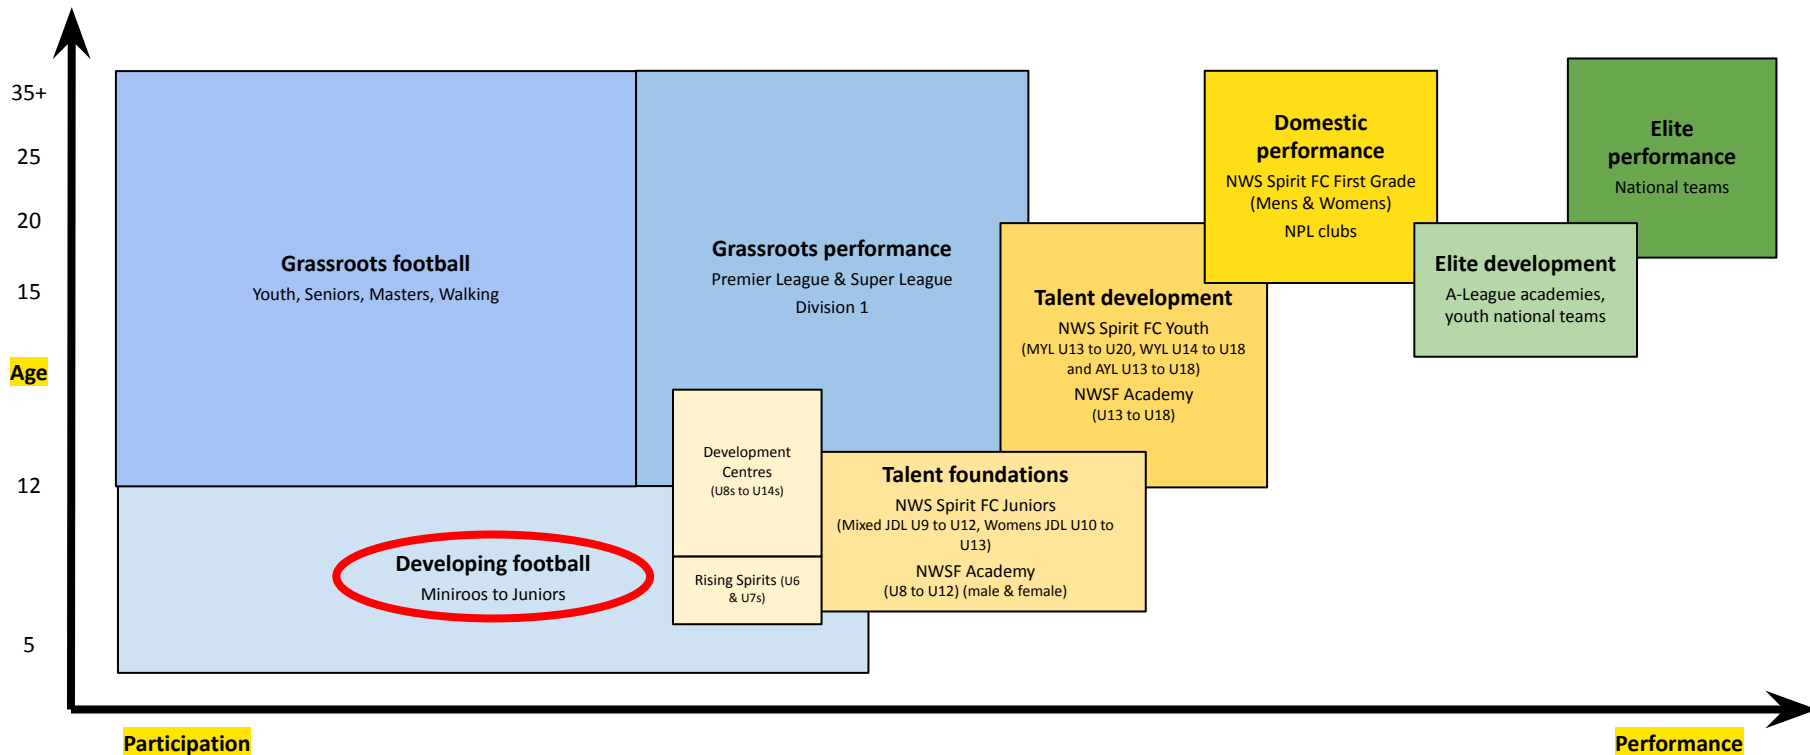 35+
25
20
15
Age
12
5
Grassroots football
Youth, Seniors, Masters, Walking
Grassroots performance
Premier League & Super League
Division 1
Developing football
Miniroos to Juniors
Development
Centres
(U8s to U14s)
Rising Spirits (U6
& U7s)
Talent foundations
NWS Spirit FC Juniors
(Mixed JDL U9 to U12, Womens JDL U10 to
U13)
NWSF Academy
(U8 to U12) (male & female)
Talent development
NWS Spirit FC Youth
(MYL U13 to U20, WYL U14 to U18
and AYL U13 to U18)
NWSF Academy
(U13 to U18)
Domestic
performance
NWS Spirit FC First Grade
(Mens & Womens)
NPL clubs
Elite development
A-League academies,
youth national teams
Elite
performance
National teams
Participation
Performance